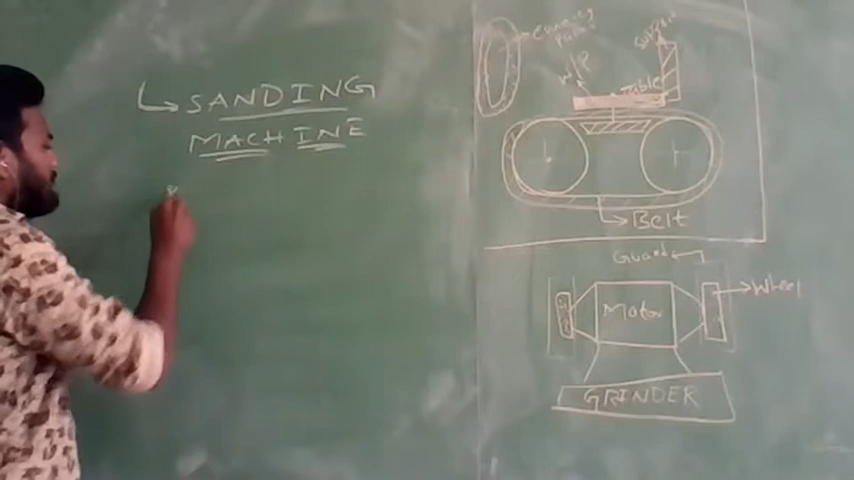 SANDING
MACHINE
W/P
Table
Belt
Guard
Motor
Wheel
GRINDER